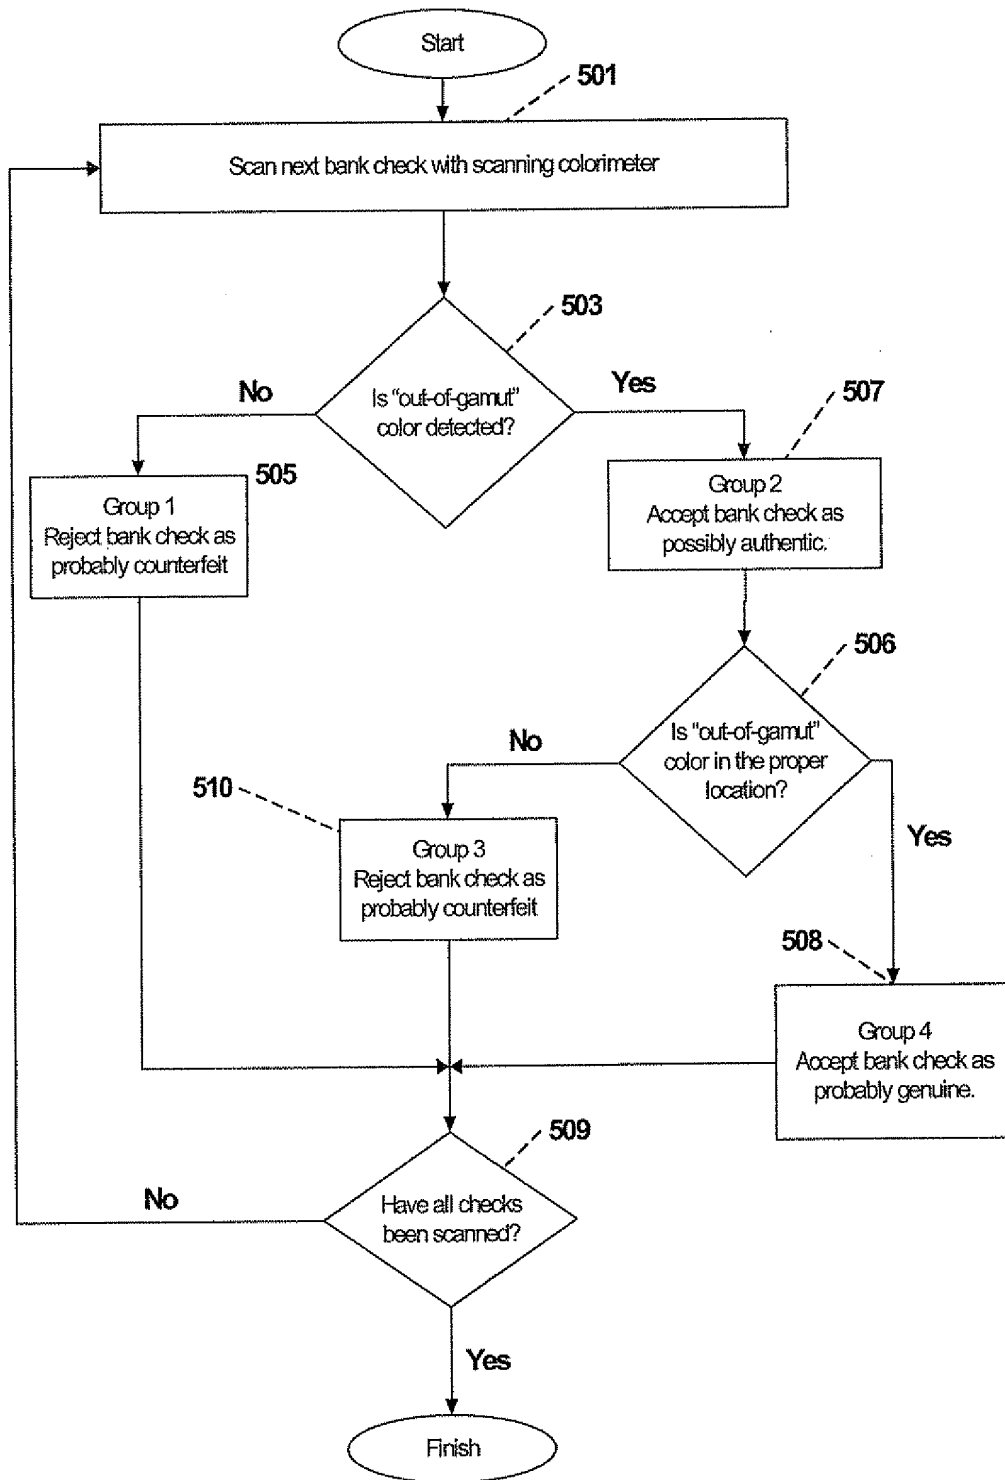 Start
501
Scan next bank check with scanning colorimeter
503
No
Is "out-of-gamut"
color detected?
Yes
507
505
Group 1
Reject bank check as
probably counterfeit
Group 2
Accept bank check as
possibly authentic.
506
No
Is "out-of-gamut"
color in the proper
location?
Yes
510
Group 3
Reject bank check as
probably counterfeit
508
Group 4
Accept bank check as
probably genuine.
509
No
Have all checks
been scanned?
Yes
Finish